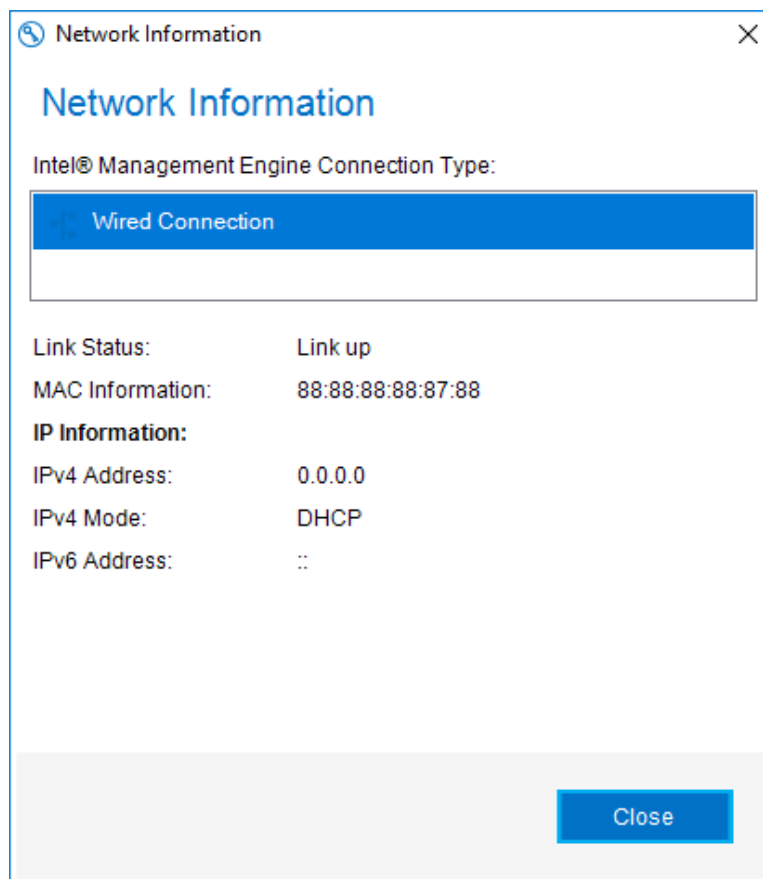 Network Information
Network Information
Intel® Management Engine Connection Type:
Wired Connection
Link Status: Link up
MAC Information: 88:88:88:88:87:88
IP Information:
IPv4 Address: 0.0.0.0
IPv4 Mode: DHCP
IPv6 Address: ::
Close